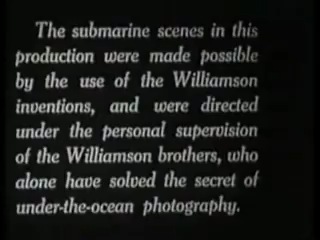 The submarine scenes in this
production were made possible
by the use of the Williamson
inventions, and were directed
under the personal supervision
of the Williamson brothers, who
alone have solved the secret of
under-the-ocean photography.